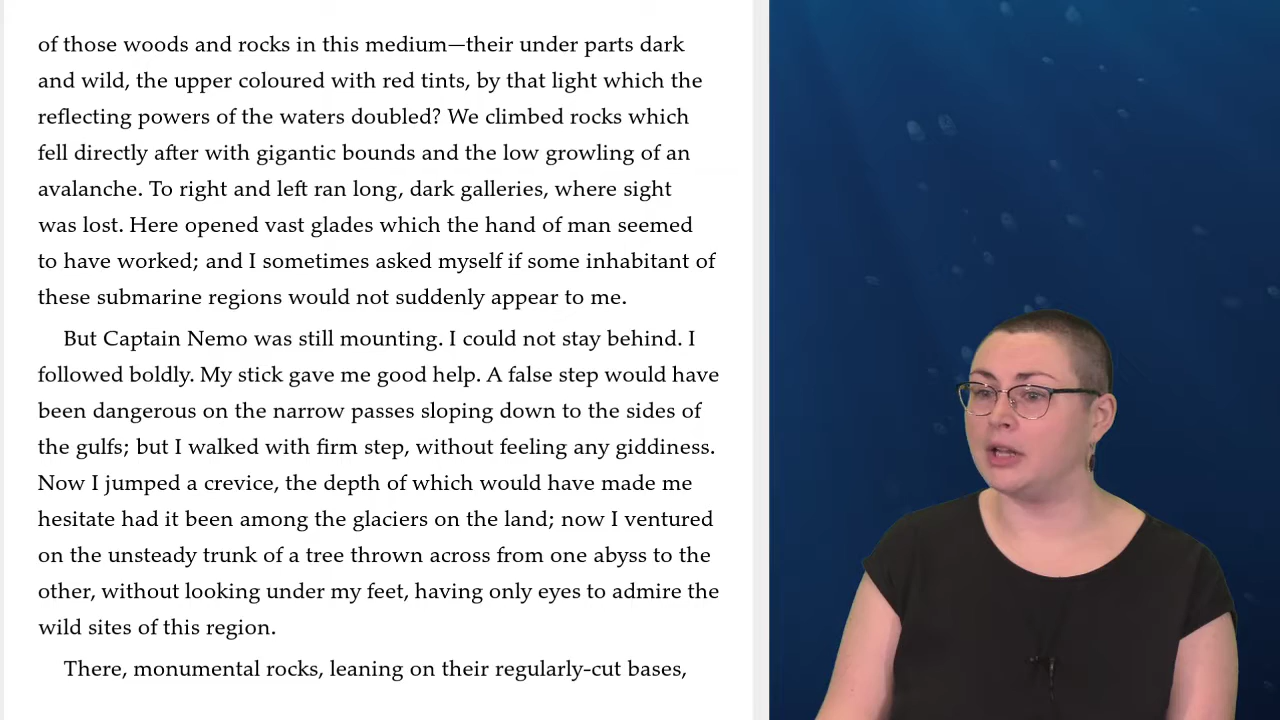 of those woods and rocks in this medium—their under parts dark
and wild, the upper coloured with red tints, by that light which the
reflecting powers of the waters doubled? We climbed rocks which
fell directly after with gigantic bounds and the low growling of an
avalanche. To right and left ran long, dark galleries, where sight
was lost. Here opened vast glades which the hand of man seemed
to have worked; and I sometimes asked myself if some inhabitant of
these submarine regions would not suddenly appear to me.
But Captain Nemo was still mounting. I could not stay behind. I
followed boldly. My stick gave me good help. A false step would have
been dangerous on the narrow passes sloping down to the sides of
the gulfs; but I walked with firm step, without feeling any giddiness.
Now I jumped a crevice, the depth of which would have made me
hesitate had it been among the glaciers on the land; now I ventured
on the unsteady trunk of a tree thrown across from one abyss to the
other, without looking under my feet, having only eyes to admire the
wild sites of this region.
There, monumental rocks, leaning on their regularly-cut bases,